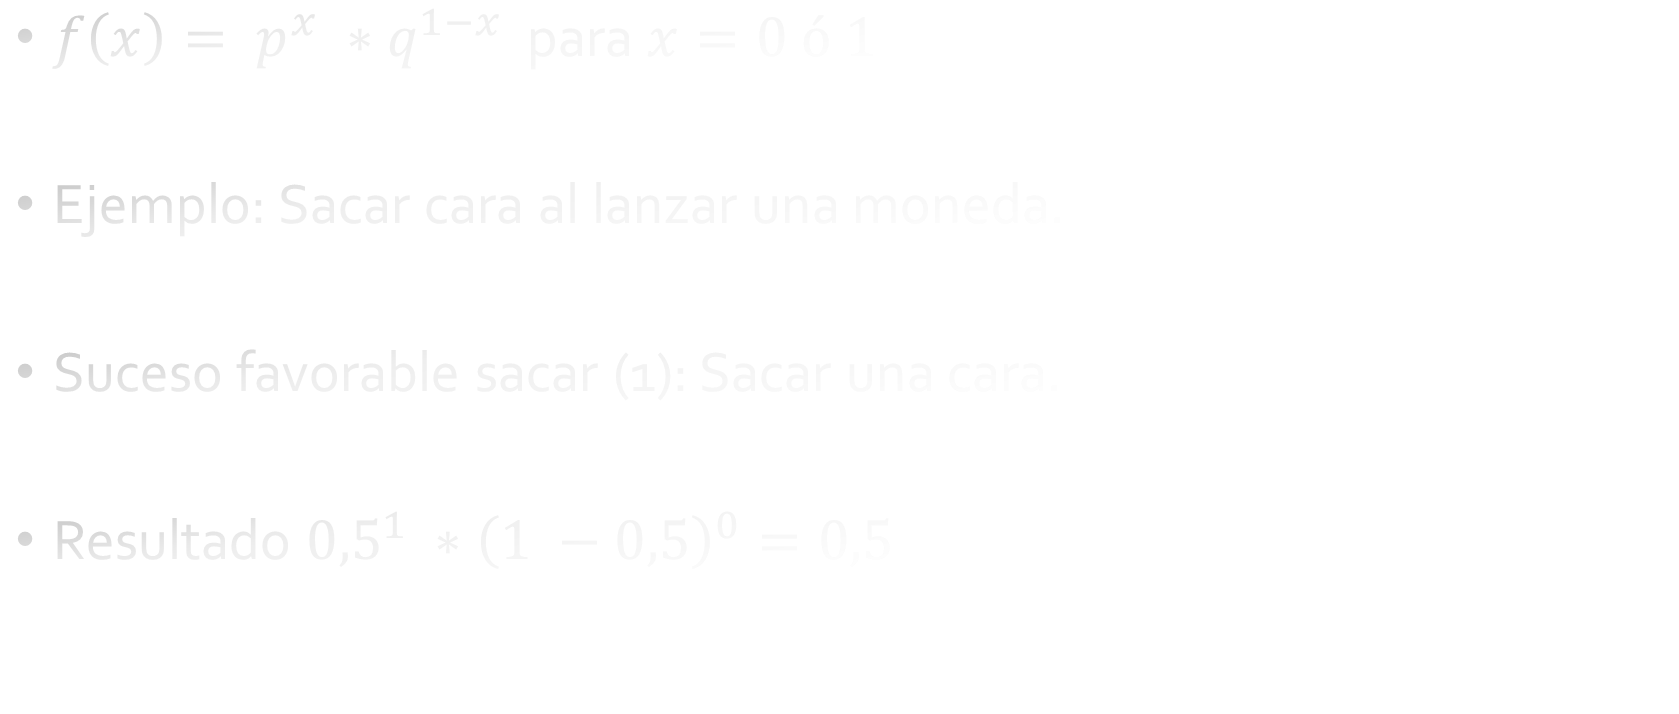 • f(x) = p^x * q^{1−x} para x = 0 ó 1
• Ejemplo: Sacar cara al lanzar una moneda.
• Suceso favorable sacar (1): Sacar una cara.
• Resultado 0,5^1 * (1 − 0,5)^0 = 0,5